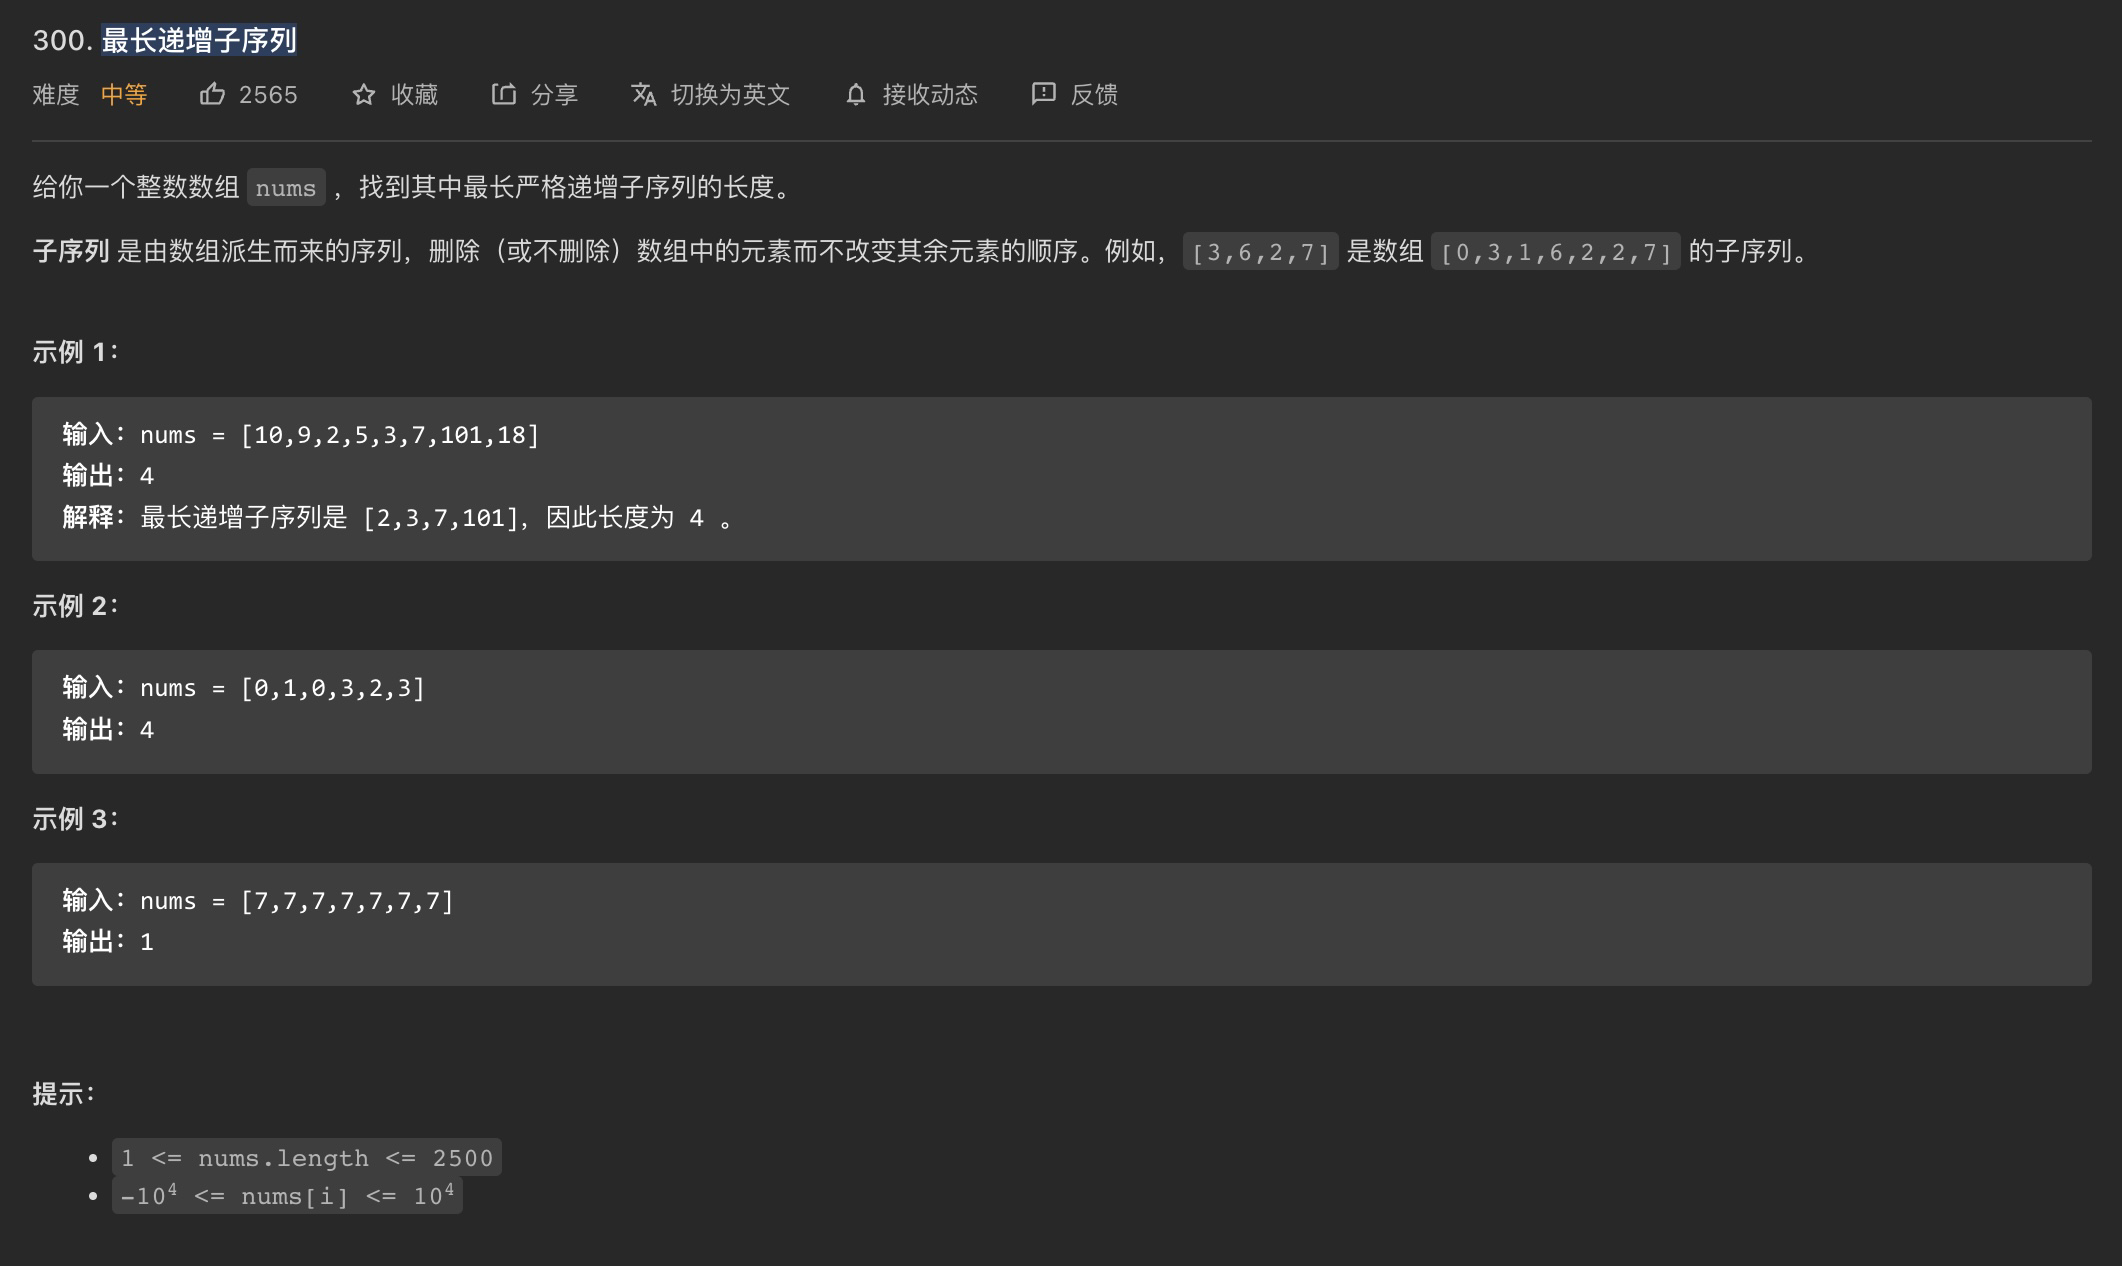 300. 最长递增子序列
难度 中等 2565 收藏 分享 切换为英文 接收动态 反馈
给你一个整数数组 nums ，找到其中最长严格递增子序列的长度。
子序列 是由数组派生而来的序列，删除（或不删除）数组中的元素而不改变其余元素的顺序。例如，[3,6,2,7] 是数组 [0,3,1,6,2,2,7] 的子序列。
示例 1：
输入：nums = [10,9,2,5,3,7,101,18]
输出：4
解释：最长递增子序列是 [2,3,7,101]，因此长度为 4 。
示例 2：
输入：nums = [0,1,0,3,2,3]
输出：4
示例 3：
输入：nums = [7,7,7,7,7,7,7]
输出：1
提示：
• 1 <= nums.length <= 2500
• -10⁴ <= nums[i] <= 10⁴